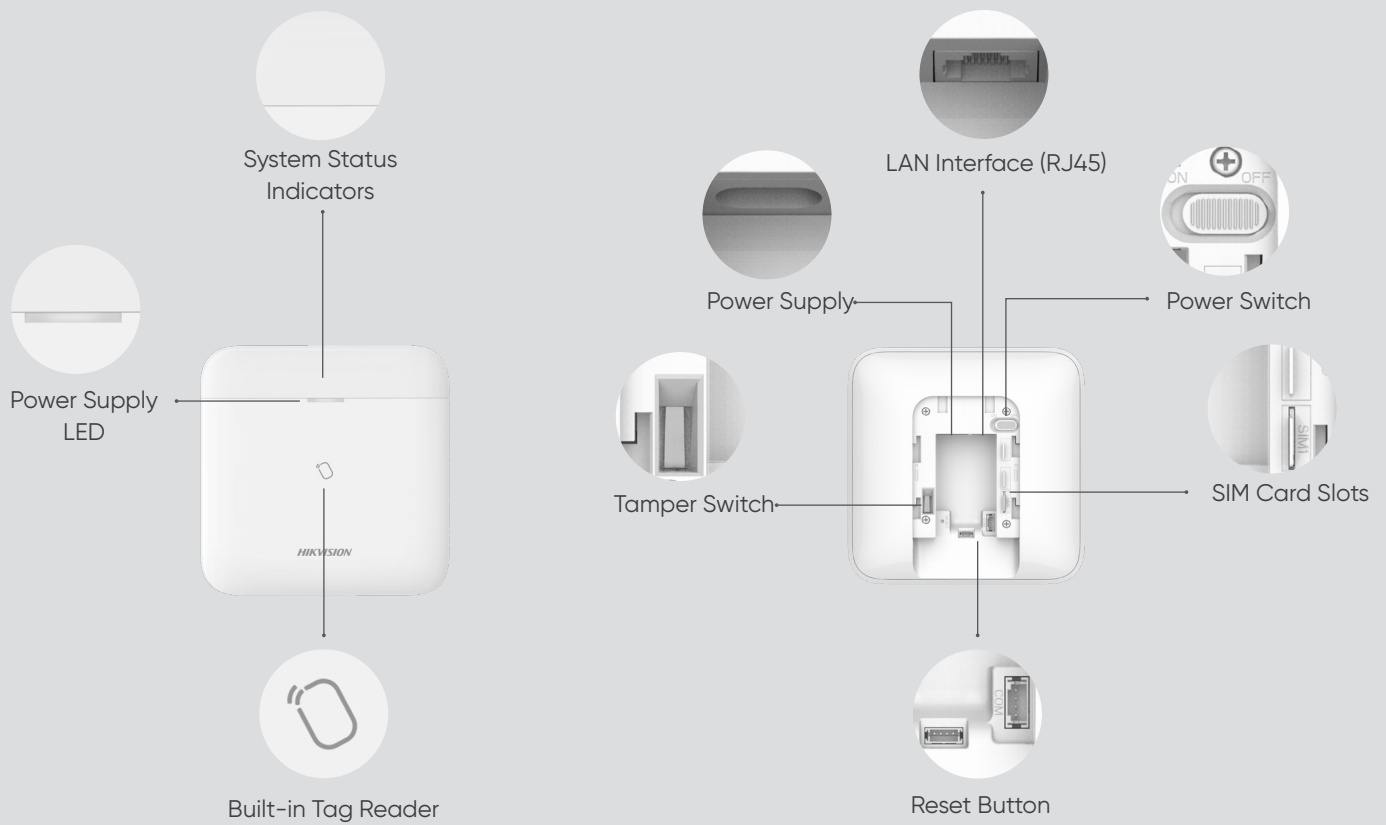 System Status
Indicators
LAN Interface (RJ45)
ON OFF
Power Supply
Power Switch
Power Supply
LED
SIM1
Tamper Switch
SIM Card Slots
HIKVISION
COM
Built-in Tag Reader
Reset Button